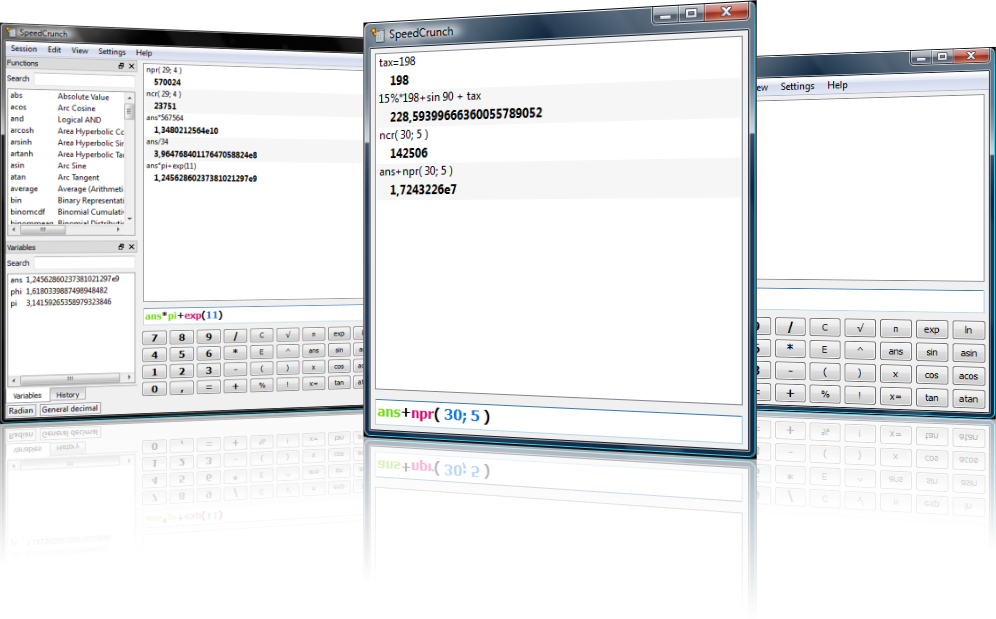 SpeedCrunch
Session Edit View Settings Help
Functions
Search
abs Absolute Value
acos Arc Cosine
and Logical AND
arcosh Area Hyperbolic Co
arsinh Area Hyperbolic Sin
artanh Area Hyperbolic Ta
asin Arc Sine
atan Arc Tangent
average Average (Arithmeti
bin Binary Representati
binomcdf Binomial Cumulativ
binommean Binomial Distributi
Variables
Search
ans 1,24562860237381021297e9
phi 1,6180339887498948482
pi 3,14159265358979323846
Variables History
Radian General decimal
npr( 29; 4 )
570024
ncr( 29; 4 )
23751
ans*567564
1,3480212564e10
ans/34
3,96476840117647058824e8
ans*pi+exp(11)
1,24562860237381021297e9
ans*pi+exp(11)
7 8 9 / C √ π exp
4 5 6 * E ^ ans sin
1 2 3 - ( ) x cos
0 , = + % ! x= tan
SpeedCrunch
tax=198
198
15%*198+sin 90 + tax
228,59399666360055789052
ncr( 30; 5 )
142506
ans+npr( 30; 5 )
1,7243226e7
ans+npr( 30; 5 )
Settings Help
/ C √ π exp ln
* E ^ ans sin asin
- ( ) x cos acos
+ % ! x= tan atan